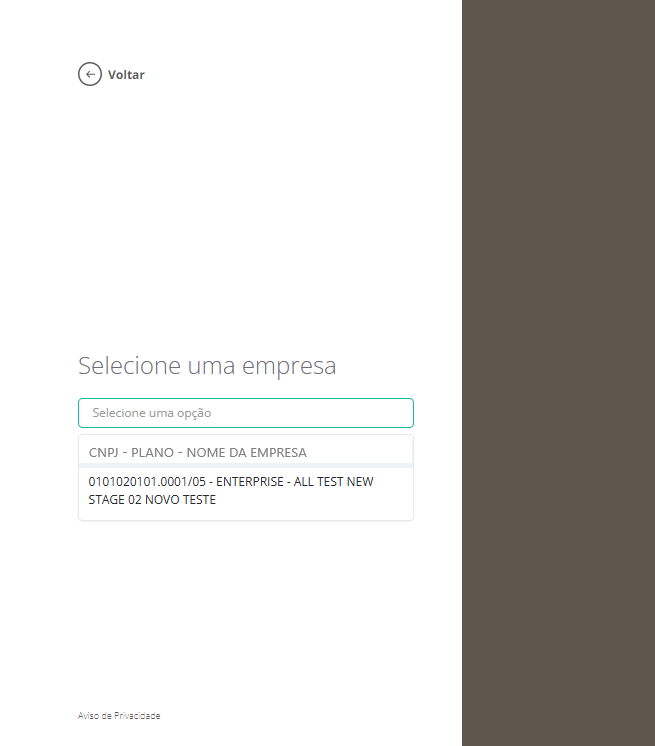 Voltar
Selecione uma empresa
Selecione uma opção
CNPJ - PLANO - NOME DA EMPRESA
0101020101.0001/05 - ENTERPRISE - ALL TEST NEW
STAGE 02 NOVO TESTE
Aviso de Privacidade